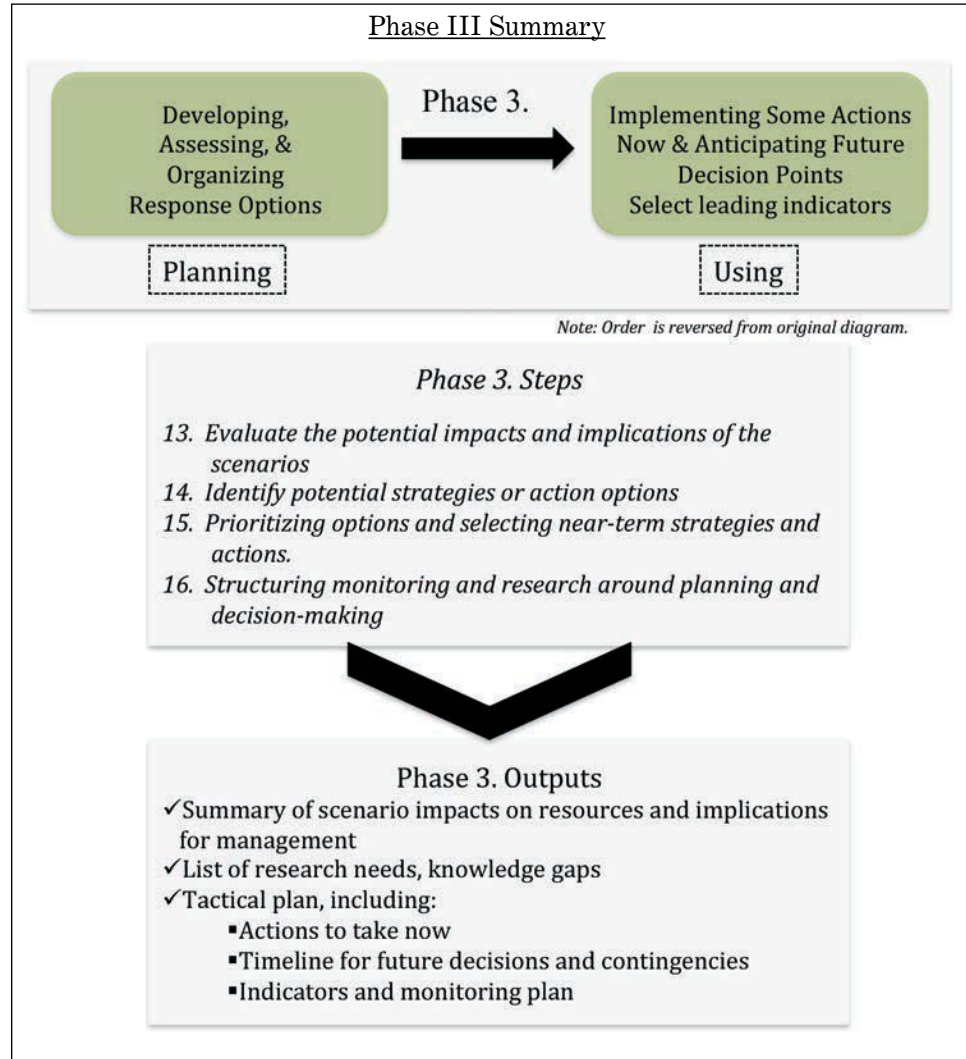 Phase III Summary
Developing,
Assessing, &
Organizing
Response Options
Phase 3.
Implementing Some Actions
Now & Anticipating Future
Decision Points
Select leading indicators
Planning
Using
Note: Order is reversed from original diagram.
Phase 3. Steps
13. Evaluate the potential impacts and implications of the
scenarios
14. Identify potential strategies or action options
15. Prioritizing options and selecting near-term strategies and
actions.
16. Structuring monitoring and research around planning and
decision-making
Phase 3. Outputs
✓Summary of scenario impacts on resources and implications
for management
✓List of research needs, knowledge gaps
✓Tactical plan, including:
▪Actions to take now
▪Timeline for future decisions and contingencies
▪Indicators and monitoring plan